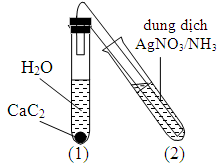 dung dịch
AgNO₃/NH₃
H₂O
CaC₂
(1)
(2)